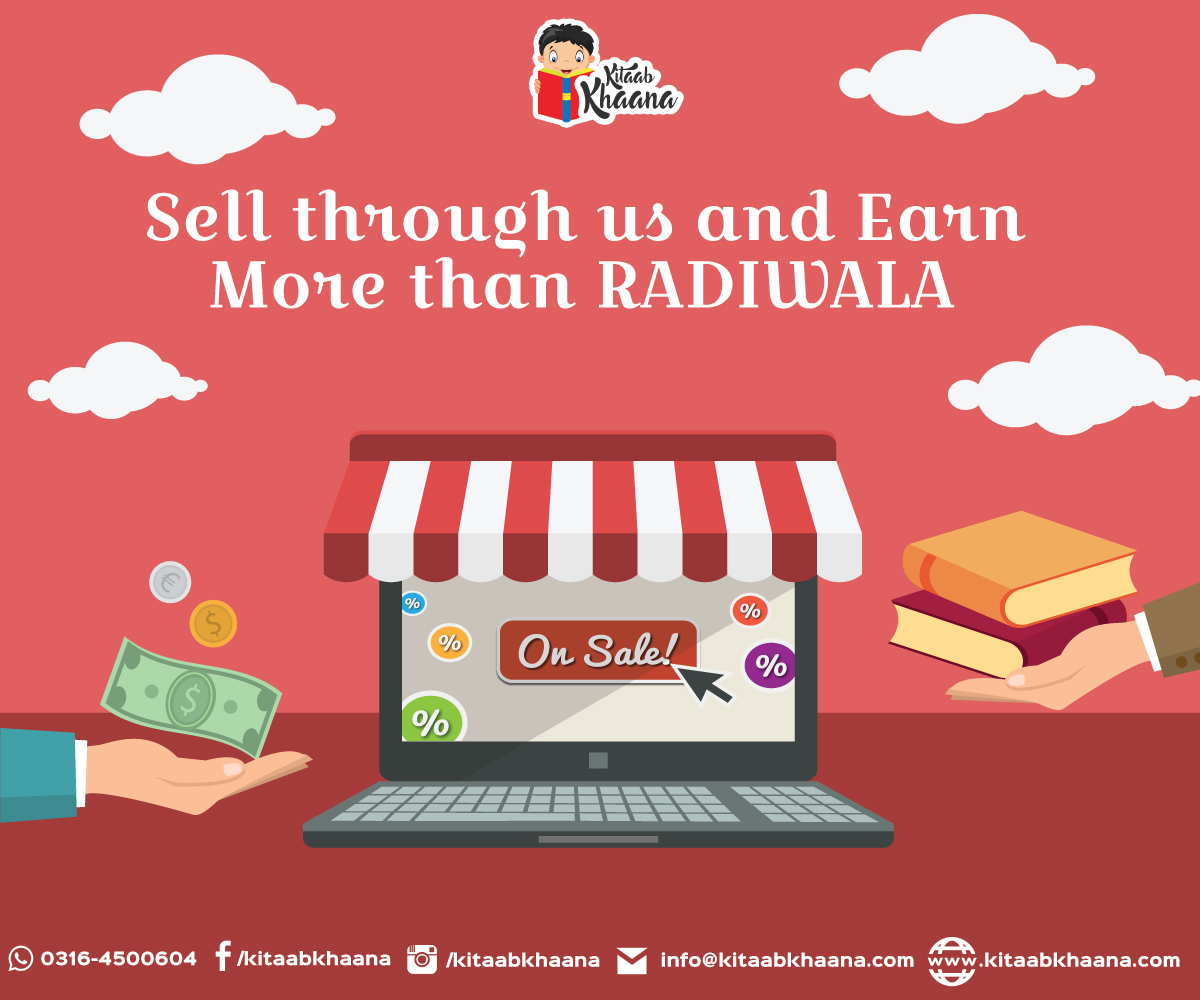 Kitaab
Khaana
Sell through us and Earn
More than RADIWALA
€
$
$
%
%
%
%
%
On Sale!
0316-4500604
/kitaabkhaana
/kitaabkhaana
info@kitaabkhaana.com
www.kitaabkhaana.com